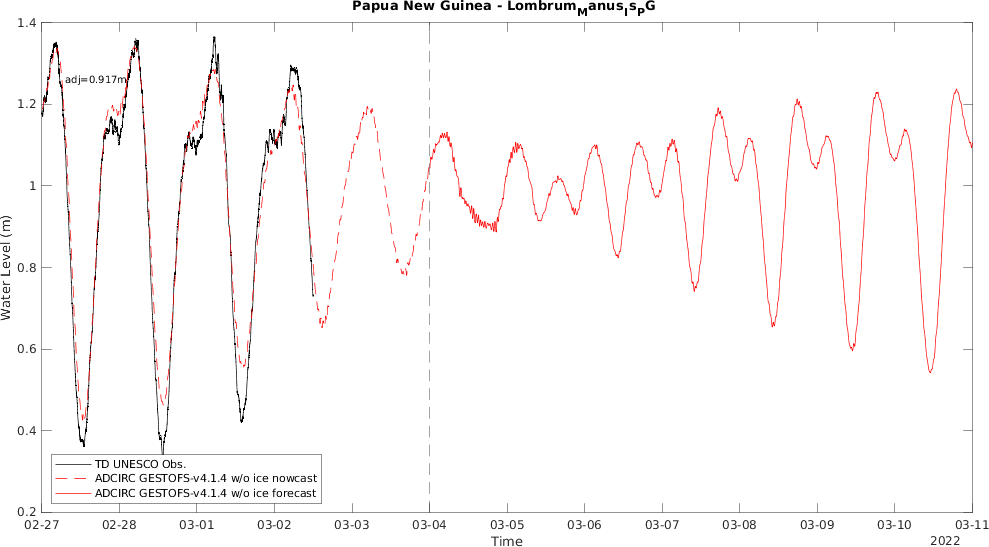 Papua New Guinea - LombrumManusIsPG
1.4
adj=0.917m
1.2
1
0.8
0.6
0.4
0.2
Water Level (m)
TD UNESCO Obs.
ADCIRC GESTOFS-v4.1.4 w/o ice nowcast
ADCIRC GESTOFS-v4.1.4 w/o ice forecast
02-27 02-28 03-01 03-02 03-03 03-04 03-05 03-06 03-07 03-08 03-09 03-10 03-11
Time
2022